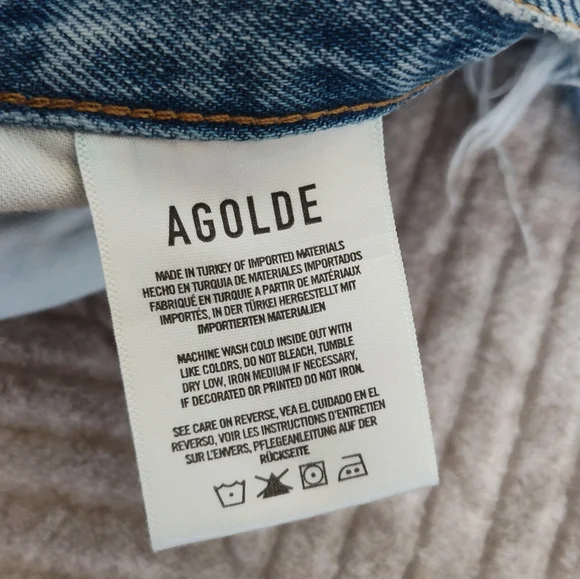 AGOLDE
MADE IN TURKEY OF IMPORTED MATERIALS
HECHO EN TURQUIA DE MATERIALES IMPORTADOS
FABRIQUÉ EN TURQUIE A PARTIR DE MATÉRIAUX
IMPORTÉS, IN DER TÜRKEI HERGESTELLT MIT
IMPORTIERTEN MATERIALIEN
MACHINE WASH COLD INSIDE OUT WITH
LIKE COLORS, DO NOT BLEACH, TUMBLE
DRY LOW, IRON MEDIUM IF NECESSARY,
IF DECORATED OR PRINTED DO NOT IRON.
SEE CARE ON REVERSE, VEA EL CUIDADO EN EL
REVERSO, VOIR LES INSTRUCTIONS D'ENTRETIEN
SUR L'ENVERS, PFLEGEANLEITUNG AUF DER
RÜCKSEITE